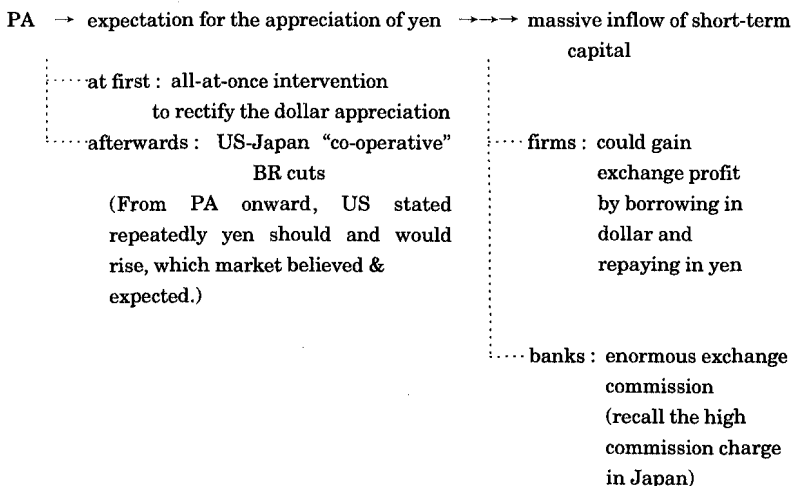 PA → expectation for the appreciation of yen →→→ massive inflow of short-term
capital
at first : all-at-once intervention
to rectify the dollar appreciation
afterwards : US-Japan “co-operative”
BR cuts
(From PA onward, US stated
repeatedly yen should and would
rise, which market believed &
expected.)
firms : could gain
exchange profit
by borrowing in
dollar and
repaying in yen
banks : enormous exchange
commission
(recall the high
commission charge
in Japan)